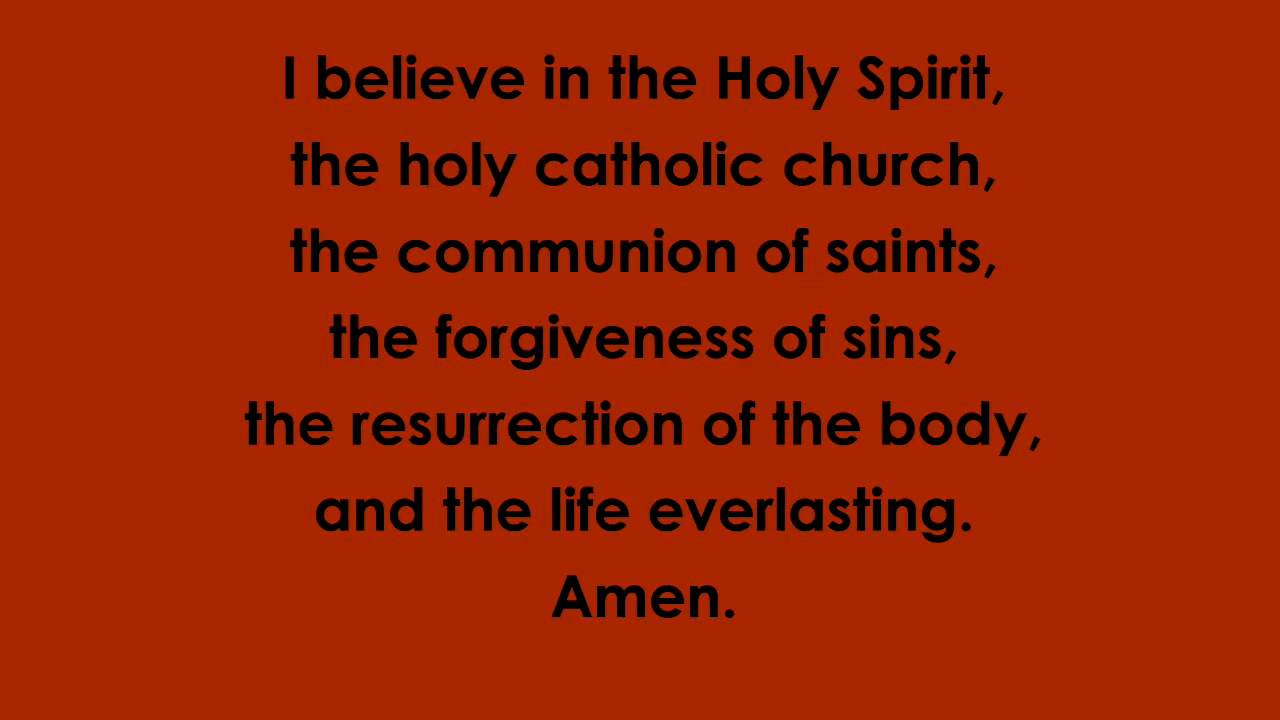 I believe in the Holy Spirit,
the holy catholic church,
the communion of saints,
the forgiveness of sins,
the resurrection of the body,
and the life everlasting.
Amen.